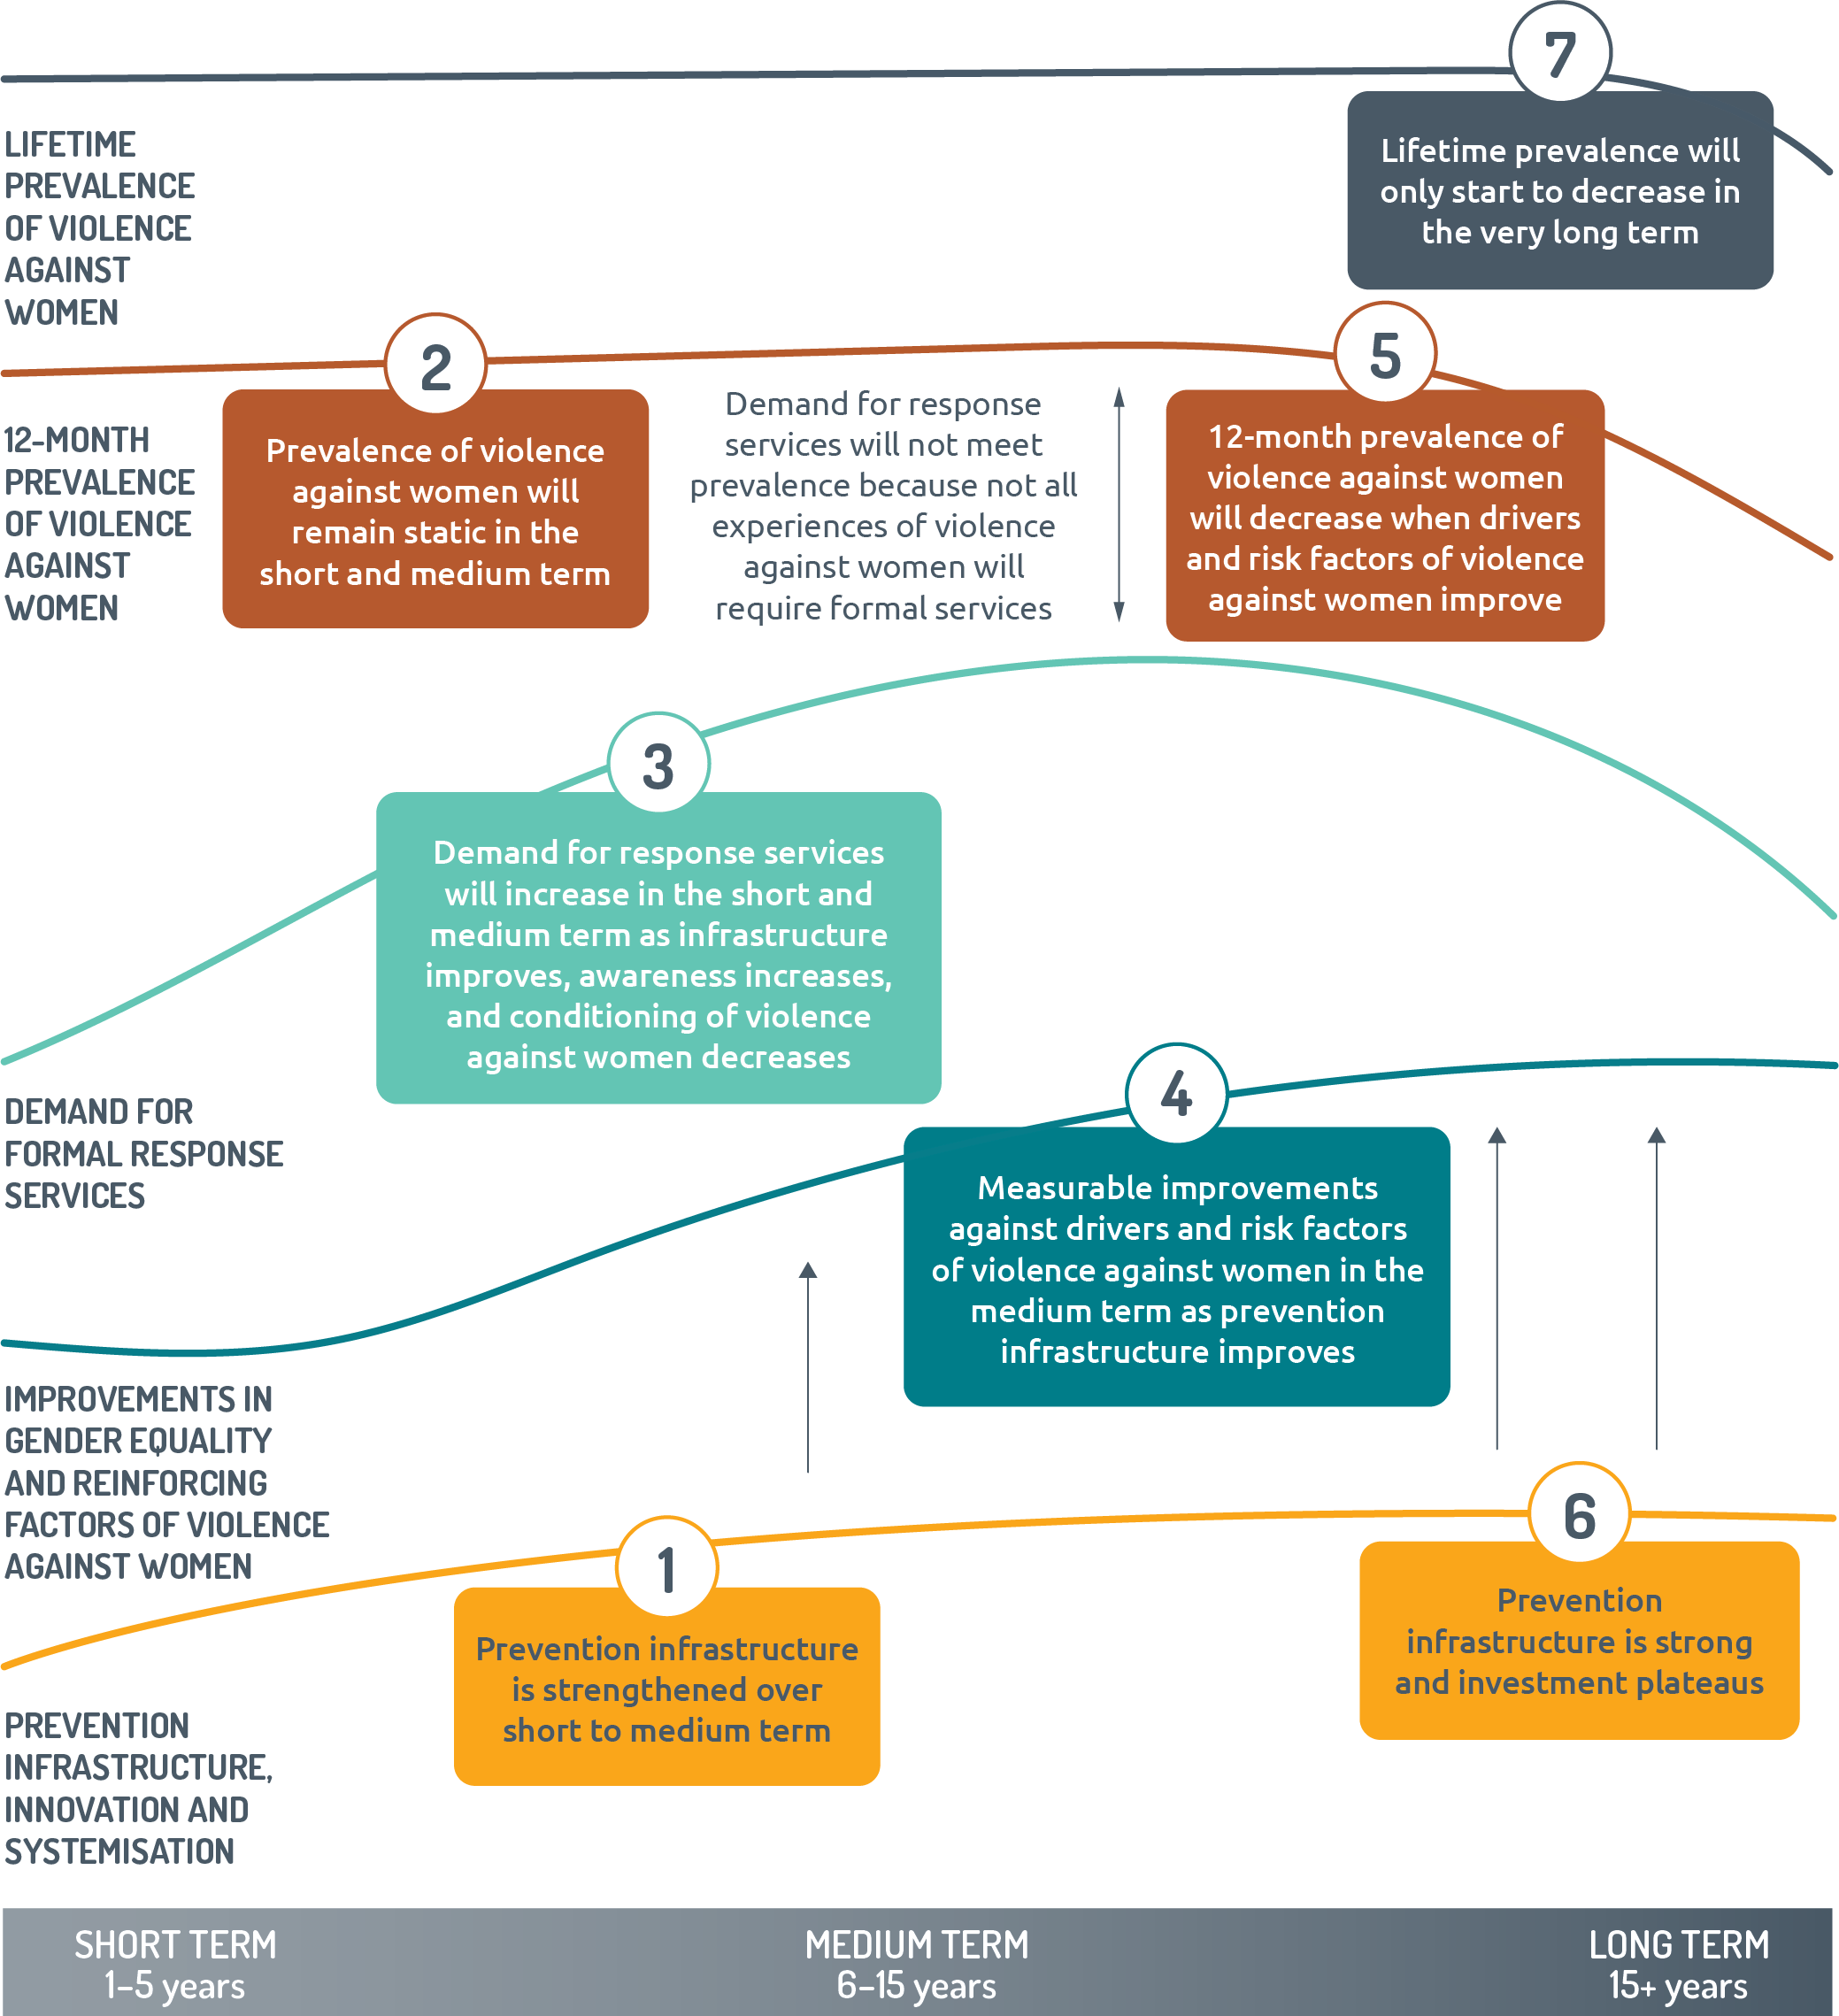 7
Lifetime prevalence will
only start to decrease in
the very long term
LIFETIME
PREVALENCE
OF VIOLENCE
AGAINST
WOMEN
2
Prevalence of violence
against women will
remain static in the
short and medium term
Demand for response
services will not meet
prevalence because not all
experiences of violence
against women will
require formal services
5
12-month prevalence of
violence against women
will decrease when drivers
and risk factors of violence
against women improve
12-MONTH
PREVALENCE
OF VIOLENCE
AGAINST
WOMEN
3
Demand for response services
will increase in the short and
medium term as infrastructure
improves, awareness increases,
and conditioning of violence
against women decreases
DEMAND FOR
FORMAL RESPONSE
SERVICES
4
Measurable improvements
against drivers and risk factors
of violence against women in the
medium term as prevention
infrastructure improves
IMPROVEMENTS IN
GENDER EQUALITY
AND REINFORCING
FACTORS OF VIOLENCE
AGAINST WOMEN
1
Prevention infrastructure
is strengthened over
short to medium term
6
Prevention
infrastructure is strong
and investment plateaus
PREVENTION
INFRASTRUCTURE,
INNOVATION AND
SYSTEMISATION
SHORT TERM
1–5 years
MEDIUM TERM
6–15 years
LONG TERM
15+ years